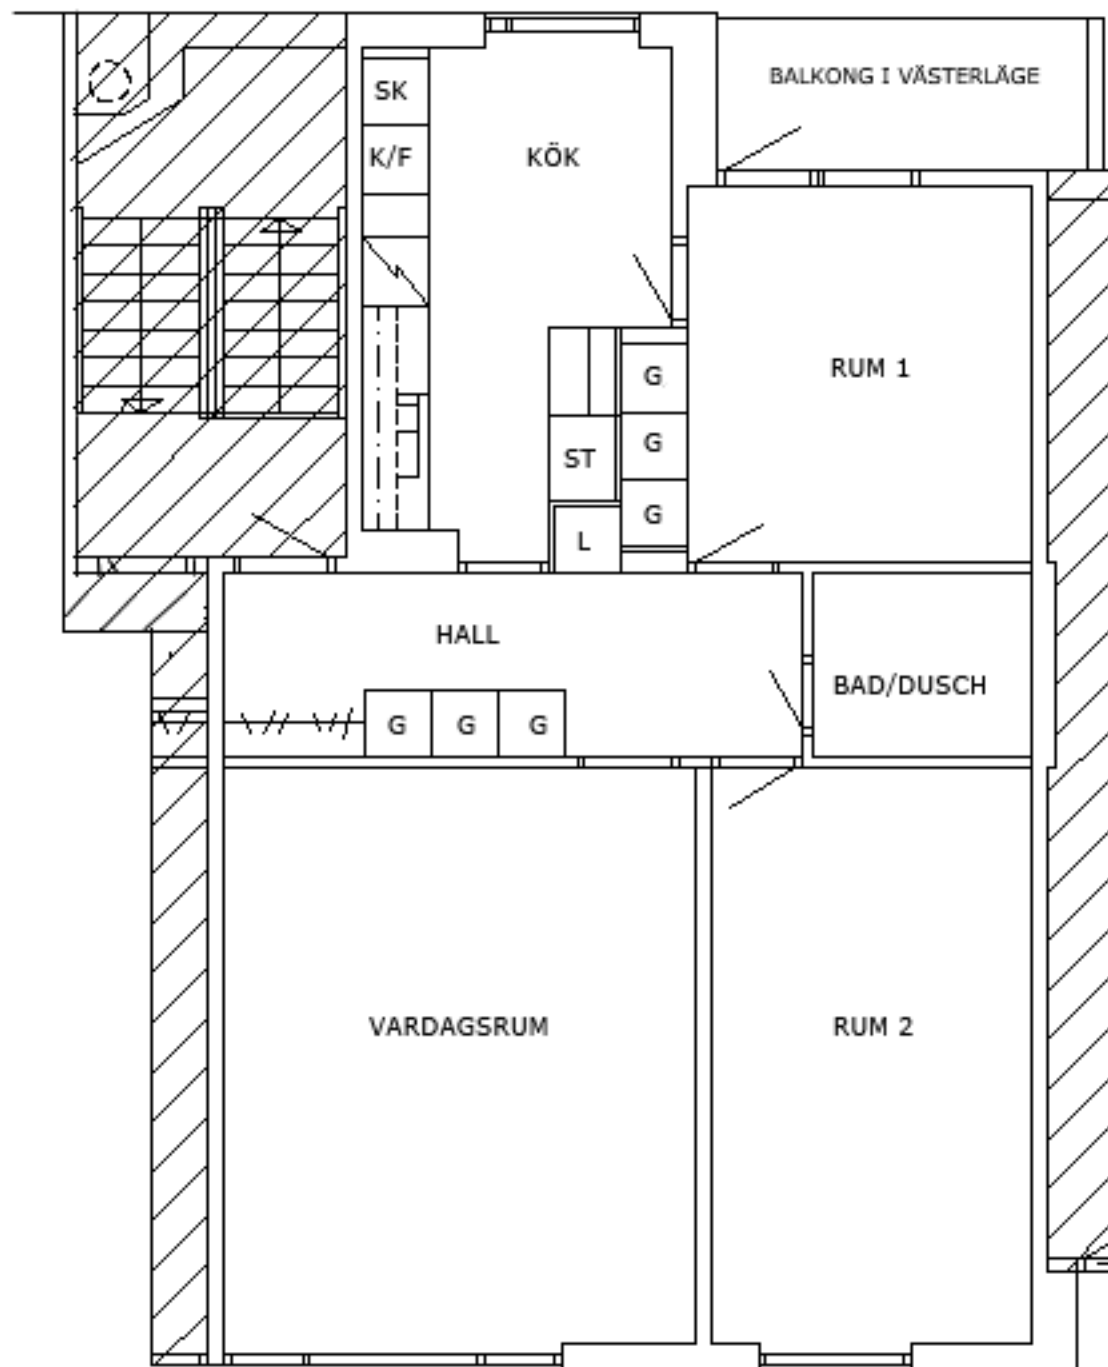 BALKONG I VÄSTERLÄGE
SK
K/F
KÖK
RUM 1
G
G
ST
G
L
HALL
BAD/DUSCH
G G G
VARDAGSRUM
RUM 2